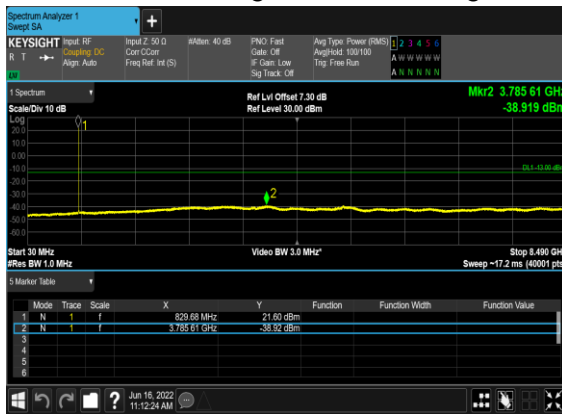 Spectrum Analyzer 1
Swept SA
+
KEYSIGHT Input: RF Input Z: 50 Ω #Atten: 40 dB PNO: Fast Avg Type: Power (RMS) 1 2 3 4 5 6
R T Coupling: DC Corr CCorr Gate: Off Avg|Hold: 100/100 A W W W W W
Align: Auto Freq Ref: Int (S) IF Gain: Low Trig: Free Run A N N N N N
Sig Track: Off
1 Spectrum Ref Lvl Offset 7.30 dB Mkr2 3.785 61 GHz
Scale/Div 10 dB Ref Level 30.00 dBm -38.919 dBm
Log
20.0 1
10.0
0.00
-10.0 DL1 -13.00 dBm
-20.0
-30.0 2
-40.0
-50.0
-60.0
Start 30 MHz Video BW 3.0 MHz* Stop 8.490 GHz
#Res BW 1.0 MHz Sweep ~17.2 ms (40001 pts)
5 Marker Table
Mode Trace Scale X Y Function Function Width Function Value
1 N 1 f 829.68 MHz 21.60 dBm
2 N 1 f 3.785 61 GHz -38.92 dBm
3
4
5
6
? Jun 16, 2022
11:12:24 AM